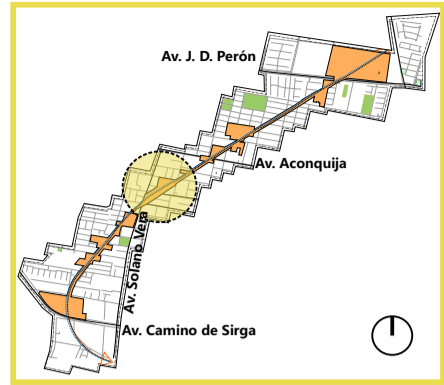 Av. J. D. Perón
Av. Aconquija
Av. Solano Vera
Av. Camino de Sirga